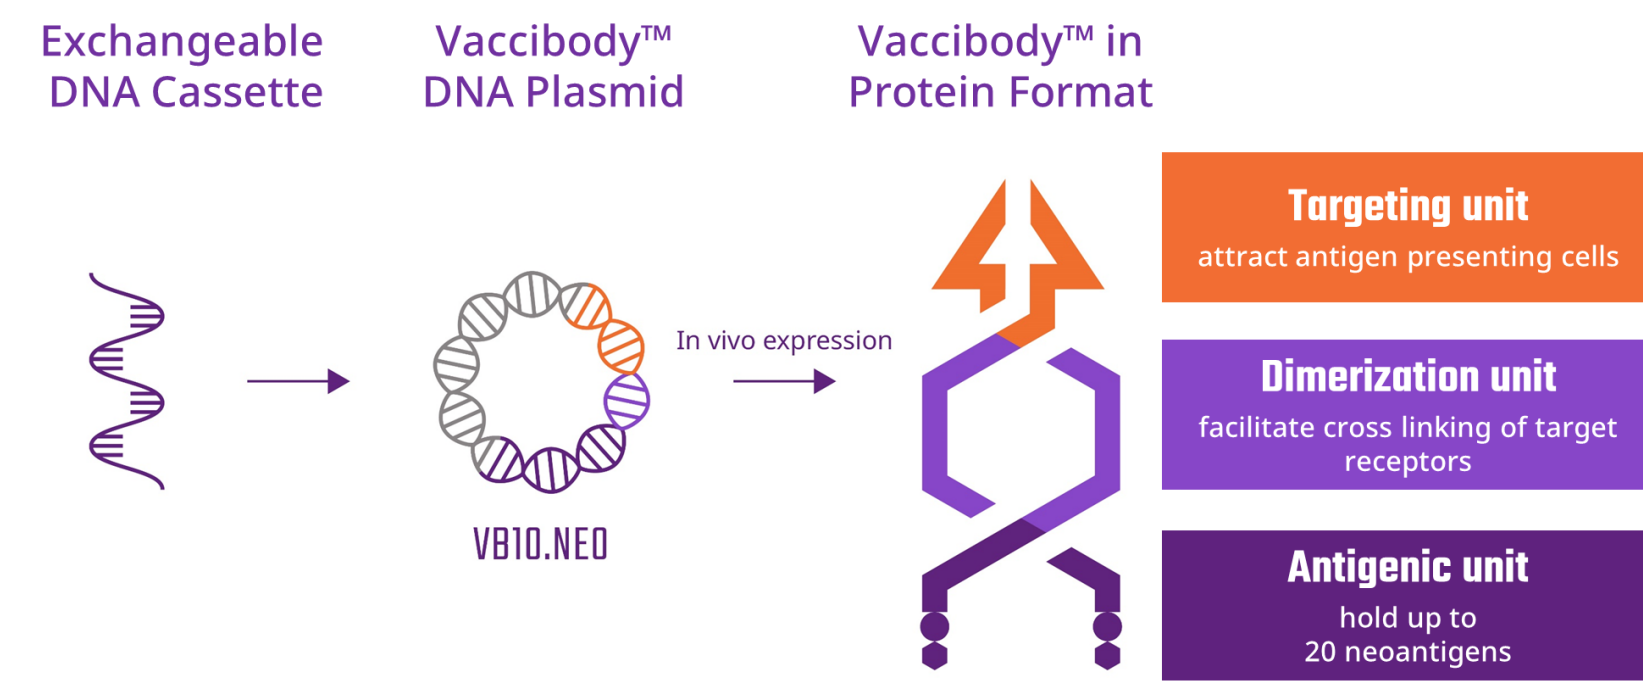 Exchangeable
DNA Cassette
Vaccibody™
DNA Plasmid
Vaccibody™ in
Protein Format
In vivo expression
VB10.NEO
Targeting unit
attract antigen presenting cells
Dimerization unit
facilitate cross linking of target
receptors
Antigenic unit
hold up to
20 neoantigens